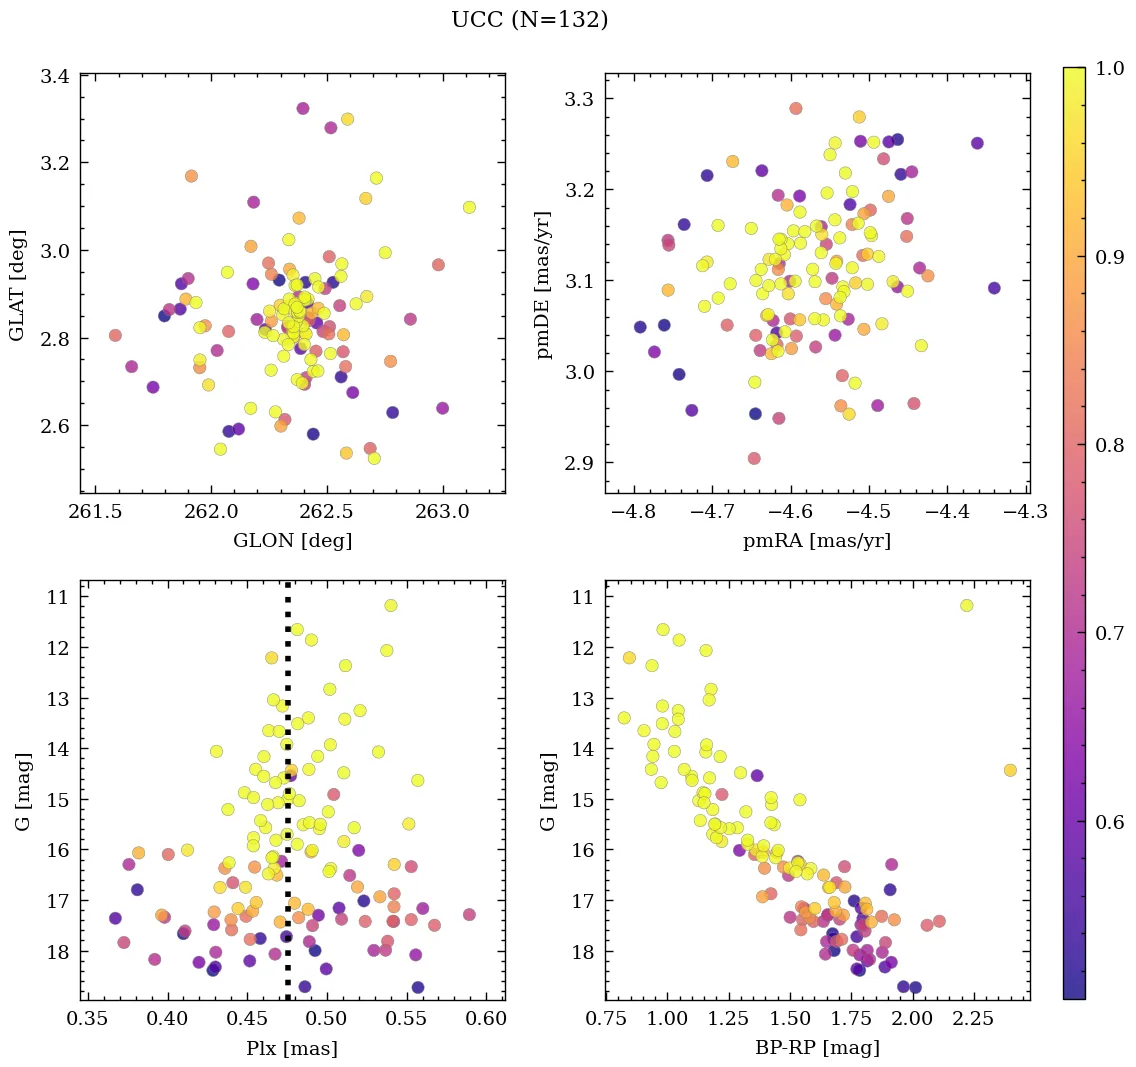 UCC (N=132)
3.4
3.2
3.0
2.8
2.6
GLAT [deg]
261.5 262.0 262.5 263.0
GLON [deg]
3.3
3.2
3.1
3.0
2.9
pmDE [mas/yr]
−4.8 −4.7 −4.6 −4.5 −4.4 −4.3
pmRA [mas/yr]
1.0
0.9
0.8
0.7
0.6
11
12
13
14
15
16
17
18
G [mag]
0.35 0.40 0.45 0.50 0.55 0.60
Plx [mas]
11
12
13
14
15
16
17
18
G [mag]
0.75 1.00 1.25 1.50 1.75 2.00 2.25
BP-RP [mag]